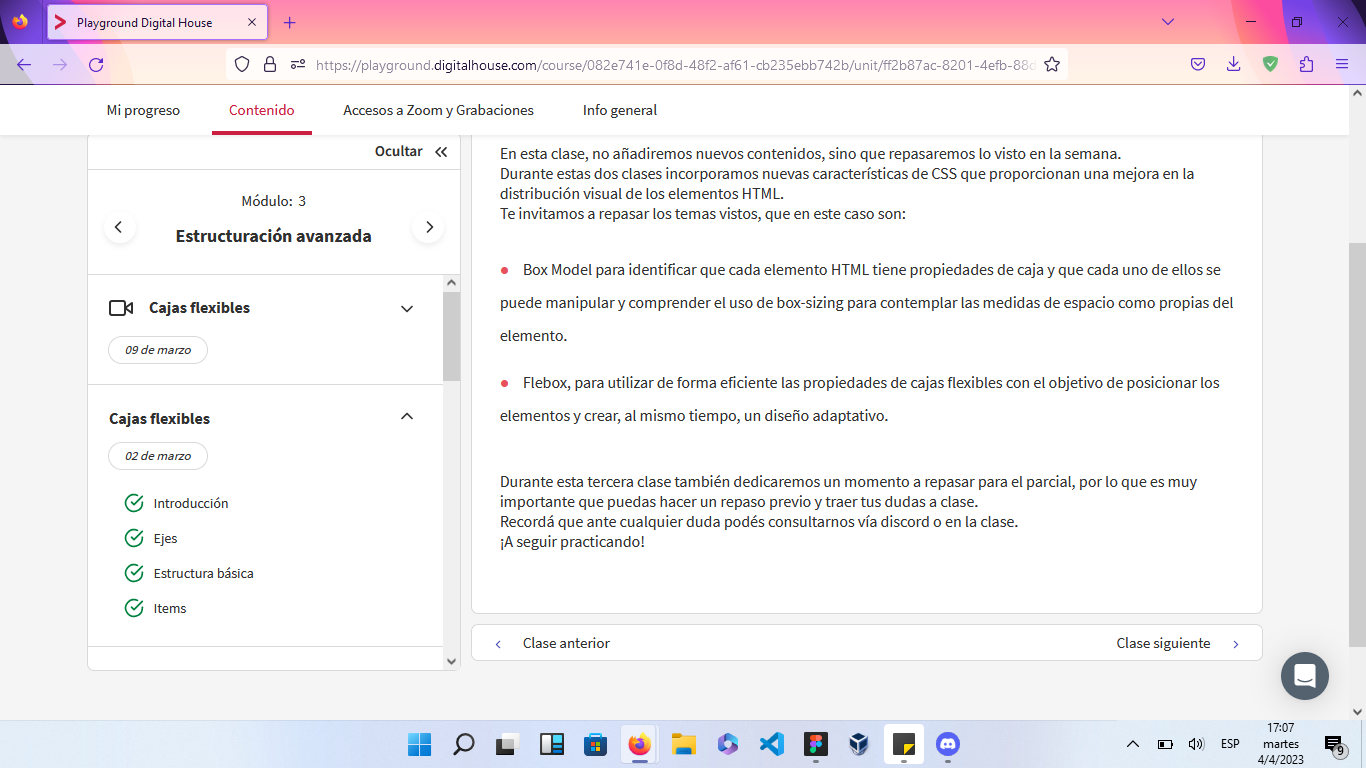 Playground Digital House
https://playground.digitalhouse.com/course/082e741e-0f8d-48f2-af61-cb235ebb742b/unit/ff2b87ac-8201-4efb-88d
Mi progreso
Contenido
Accesos a Zoom y Grabaciones
Info general
Ocultar
Módulo: 3
Estructuración avanzada
Cajas flexibles
09 de marzo
Cajas flexibles
02 de marzo
Introducción
Ejes
Estructura básica
Items
En esta clase, no añadiremos nuevos contenidos, sino que repasaremos lo visto en la semana.
Durante estas dos clases incorporamos nuevas características de CSS que proporcionan una mejora en la
distribución visual de los elementos HTML.
Te invitamos a repasar los temas vistos, que en este caso son:
Box Model para identificar que cada elemento HTML tiene propiedades de caja y que cada uno de ellos se
puede manipular y comprender el uso de box-sizing para contemplar las medidas de espacio como propias del
elemento.
Flebox, para utilizar de forma eficiente las propiedades de cajas flexibles con el objetivo de posicionar los
elementos y crear, al mismo tiempo, un diseño adaptativo.
Durante esta tercera clase también dedicaremos un momento a repasar para el parcial, por lo que es muy
importante que puedas hacer un repaso previo y traer tus dudas a clase.
Recordá que ante cualquier duda podés consultarnos vía discord o en la clase.
¡A seguir practicando!
Clase anterior
Clase siguiente
ESP
17:07
martes
4/4/2023
9